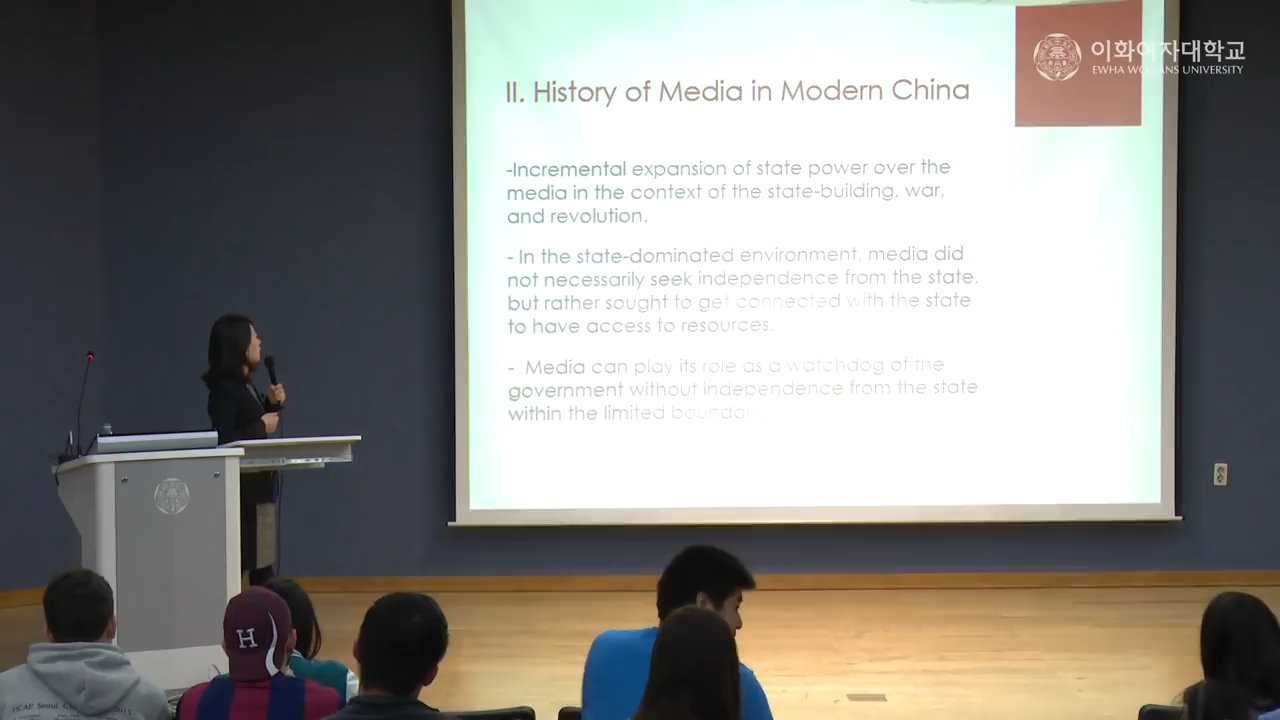 이화여자대학교
EWHA WOMANS UNIVERSITY
II. History of Media in Modern China
-Incremental expansion of state power over the
media in the context of the state-building, war,
and revolution.
- In the state-dominated environment, media did
not necessarily seek independence from the state,
but rather sought to get connected with the state
to have access to resources.
- Media can play its role as a watchdog of the
government without independence from the state
within the limited
H
HCAP Seoul